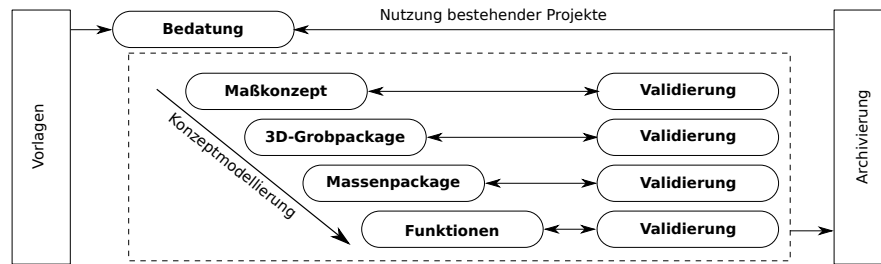 Nutzung bestehender Projekte
Bedatung
Vorlagen
Archivierung
Konzeptmodellierung
Maßkonzept
Validierung
3D-Grobpackage
Validierung
Massenpackage
Validierung
Funktionen
Validierung